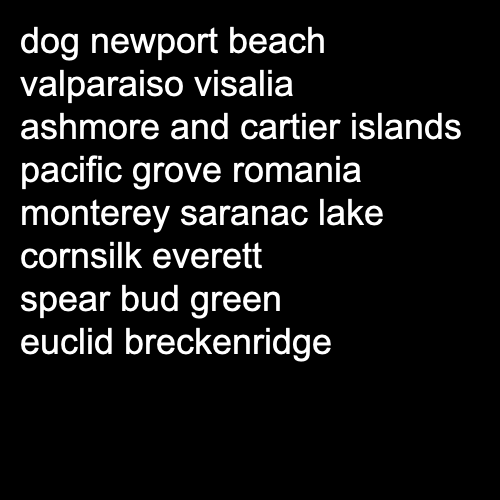 dog newport beach
valparaiso visalia
ashmore and cartier islands
pacific grove romania
monterey saranac lake
cornsilk everett
spear bud green
euclid breckenridge